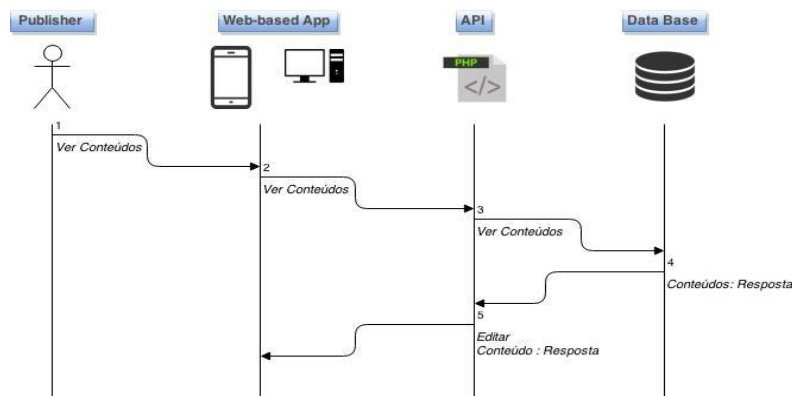 Publisher
Web-based App
API
Data Base
PHP
</>
1
Ver Conteúdos
2
Ver Conteúdos
3
Ver Conteúdos
4
Conteúdos: Resposta
5
Editar
Conteúdo : Resposta